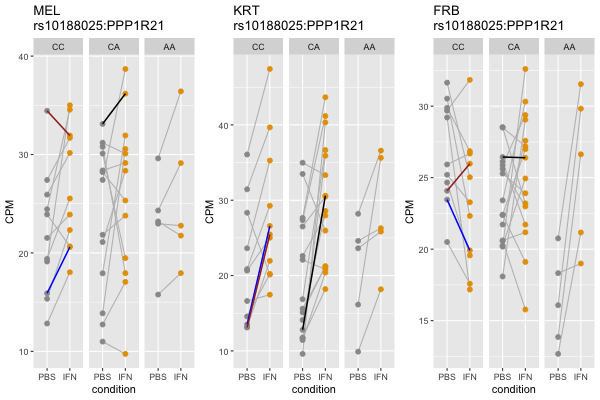 MEL
rs10188025:PPP1R21
CC CA AA
CPM
40
30
20
10
PBS IFN PBS IFN PBS IFN
condition
KRT
rs10188025:PPP1R21
CC CA AA
CPM
40
30
20
10
PBS IFN PBS IFN PBS IFN
condition
FRB
rs10188025:PPP1R21
CC CA AA
CPM
30
25
20
15
PBS IFN PBS IFN PBS IFN
condition